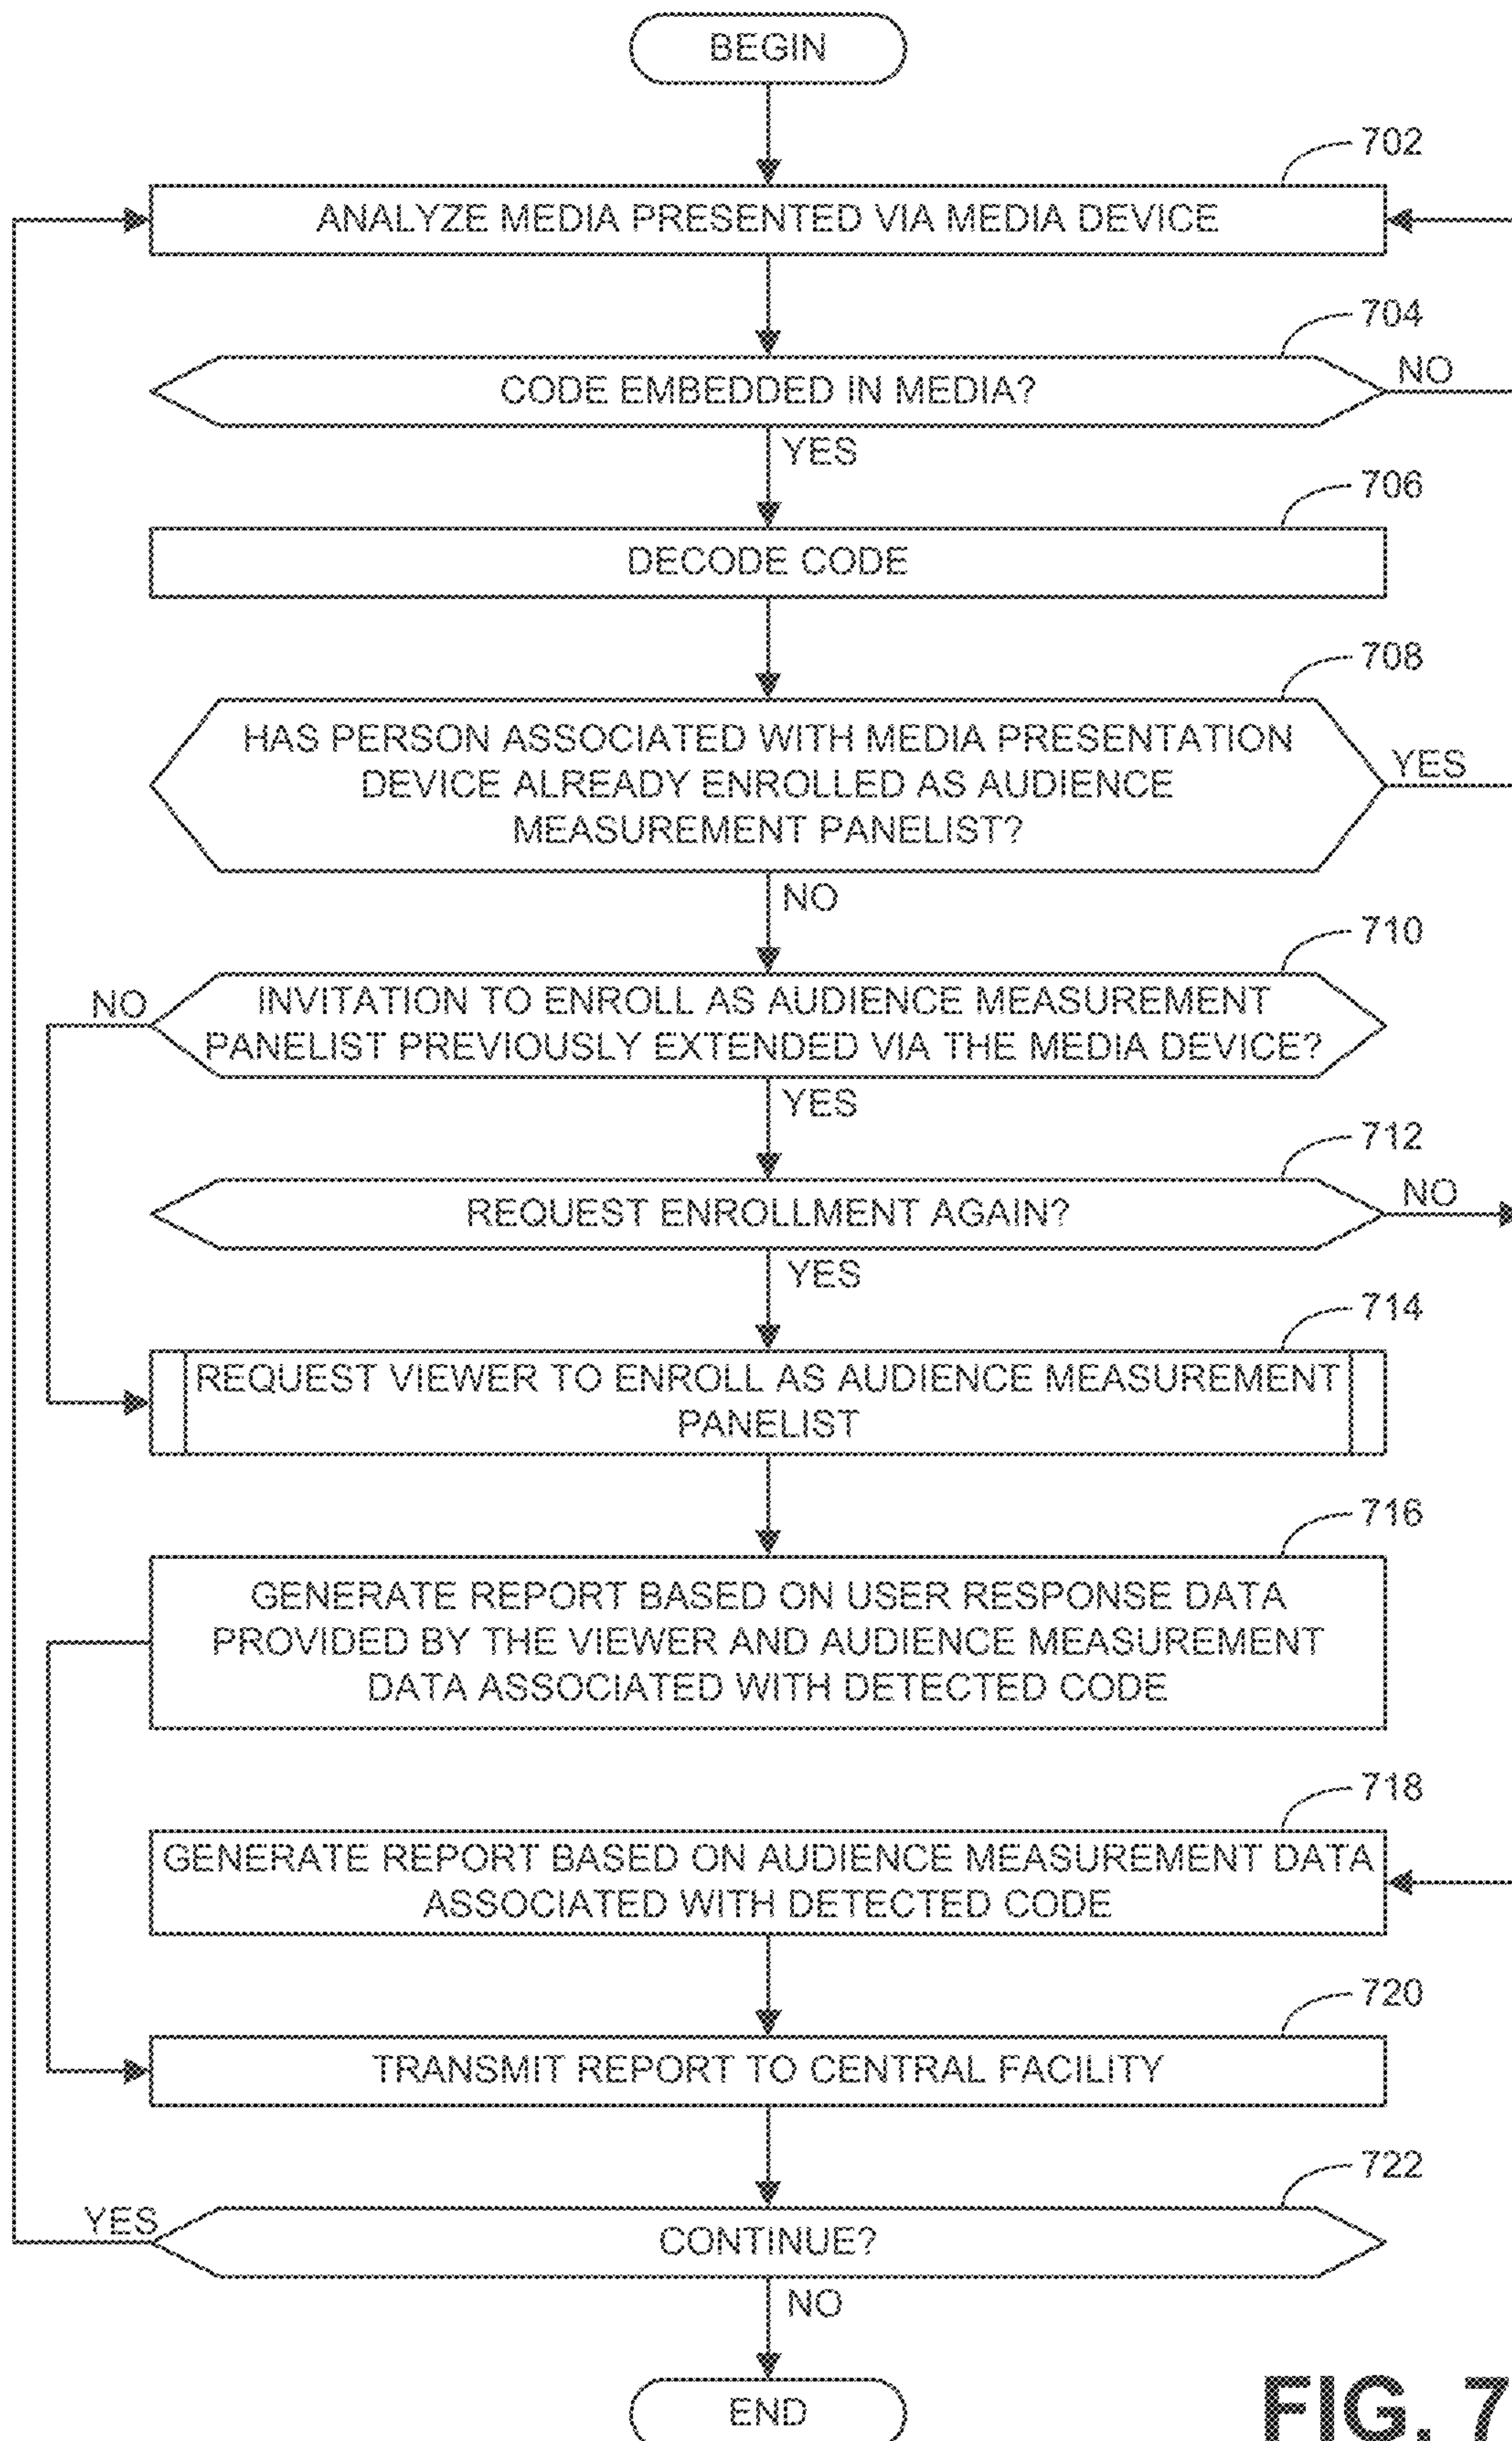 BEGIN
702
ANALYZE MEDIA PRESENTED VIA MEDIA DEVICE
704
CODE EMBEDDED IN MEDIA?
NO
YES
706
DECODE CODE
708
HAS PERSON ASSOCIATED WITH MEDIA PRESENTATION
DEVICE ALREADY ENROLLED AS AUDIENCE
MEASUREMENT PANELIST?
YES
NO
710
NO
INVITATION TO ENROLL AS AUDIENCE MEASUREMENT
PANELIST PREVIOUSLY EXTENDED VIA THE MEDIA DEVICE?
YES
712
REQUEST ENROLLMENT AGAIN?
NO
YES
714
REQUEST VIEWER TO ENROLL AS AUDIENCE MEASUREMENT
PANELIST
716
GENERATE REPORT BASED ON USER RESPONSE DATA
PROVIDED BY THE VIEWER AND AUDIENCE MEASUREMENT
DATA ASSOCIATED WITH DETECTED CODE
718
GENERATE REPORT BASED ON AUDIENCE MEASUREMENT DATA
ASSOCIATED WITH DETECTED CODE
720
TRANSMIT REPORT TO CENTRAL FACILITY
722
YES
CONTINUE?
NO
END
FIG. 7